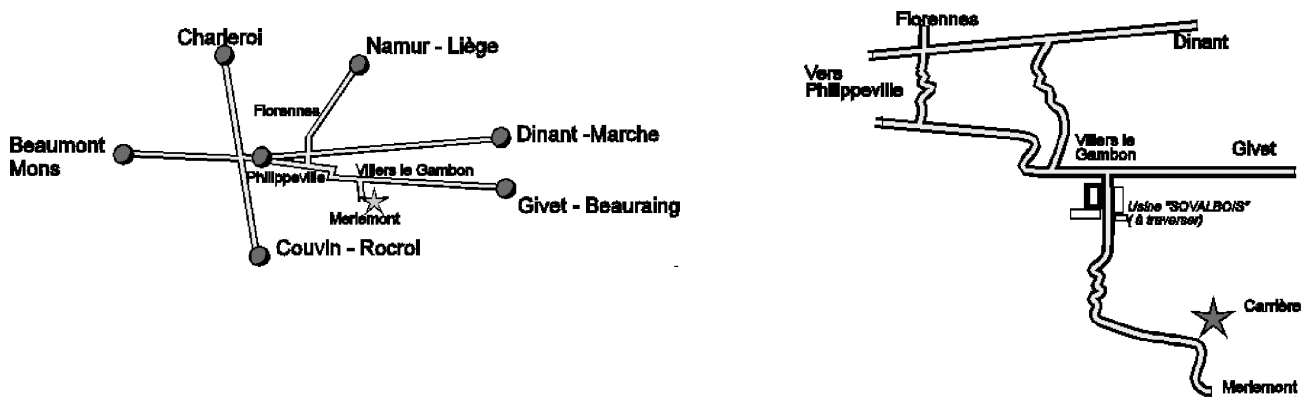 Charleroi
Namur - Liège
Florennes
Beaumont
Mons
Dinant -Marche
Philippeville
Villers le Gambon
Merlemont
Givet - Beauraing
Couvin - Rocroi
Florennes
Dinant
Vers
Philippeville
Villers le
Gambon
Givet
Usine "SOVALBOIS"
( à traverser)
Carrière
Merlemont